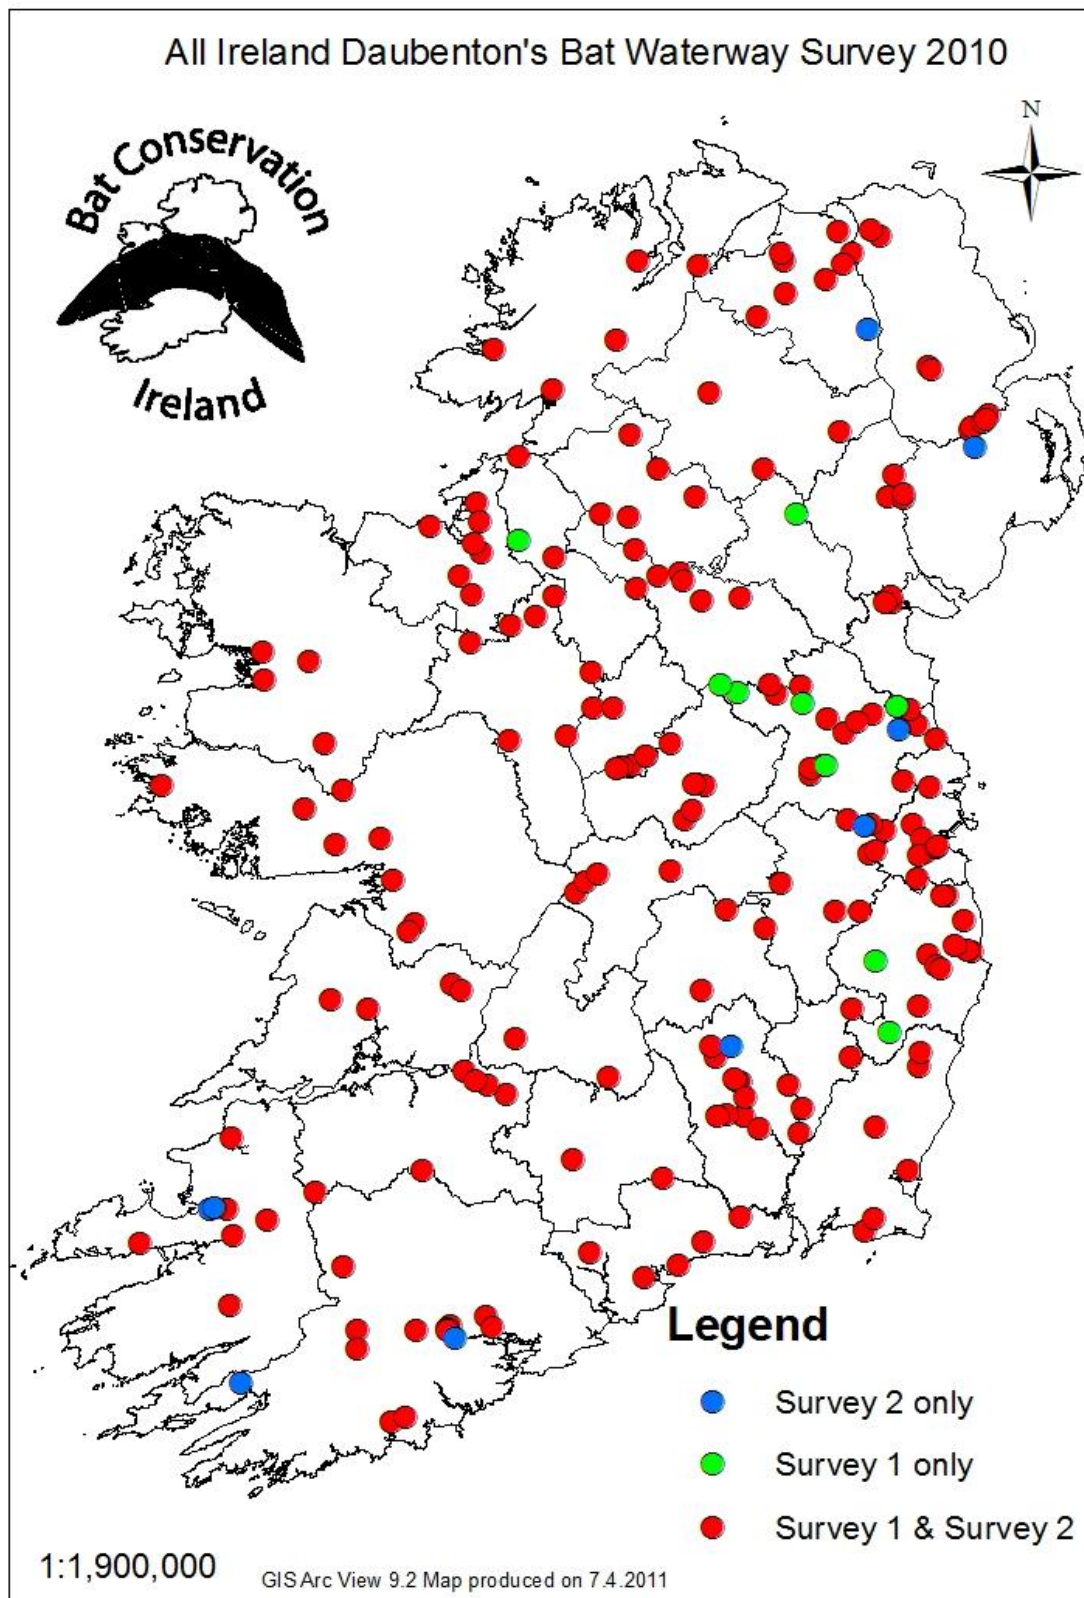 All Ireland Daubenton's Bat Waterway Survey 2010
N
Bat Conservation
Ireland
Legend
Survey 2 only
Survey 1 only
Survey 1 & Survey 2
1:1,900,000
GIS Arc View 9.2 Map produced on 7.4.2011